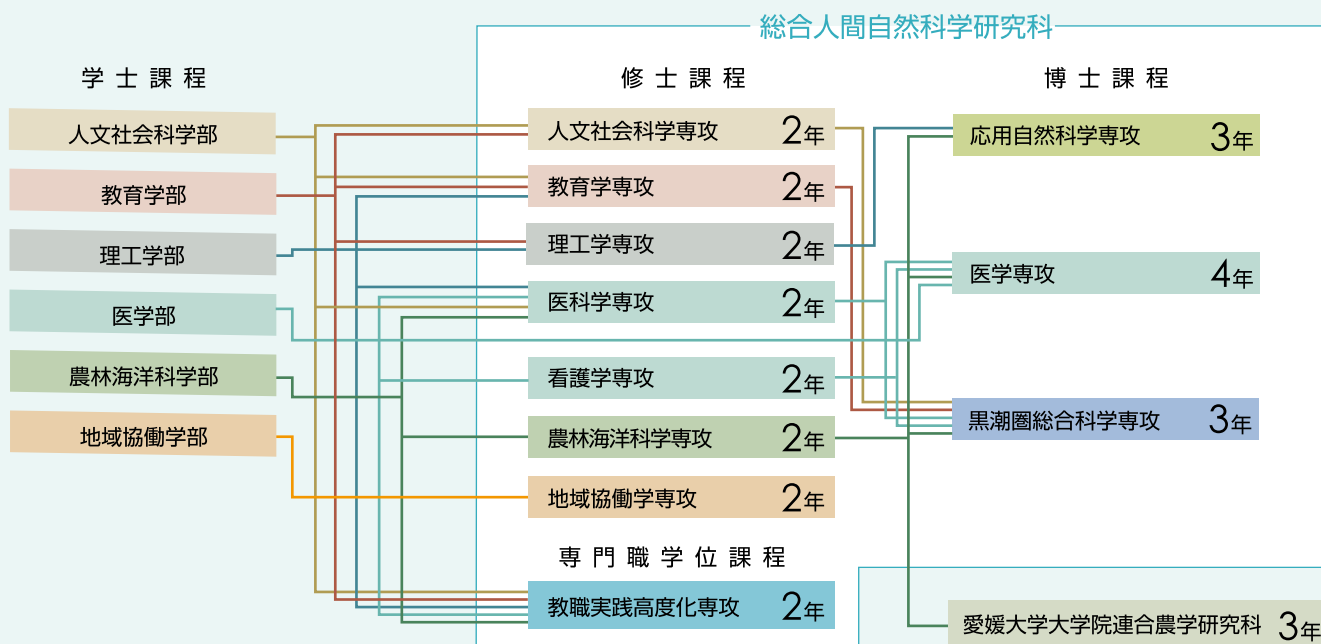 総合人間自然科学研究科
学士課程
人文社会科学部
教育学部
理工学部
医学部
農林海洋科学部
地域協働学部
修士課程
人文社会科学専攻 2年
教育学専攻 2年
理工学専攻 2年
医科学専攻 2年
看護学専攻 2年
農林海洋科学専攻 2年
地域協働学専攻 2年
専門職学位課程
教職実践高度化専攻 2年
博士課程
応用自然科学専攻 3年
医学専攻 4年
黒潮圏総合科学専攻 3年
愛媛大学大学院連合農学研究科 3年